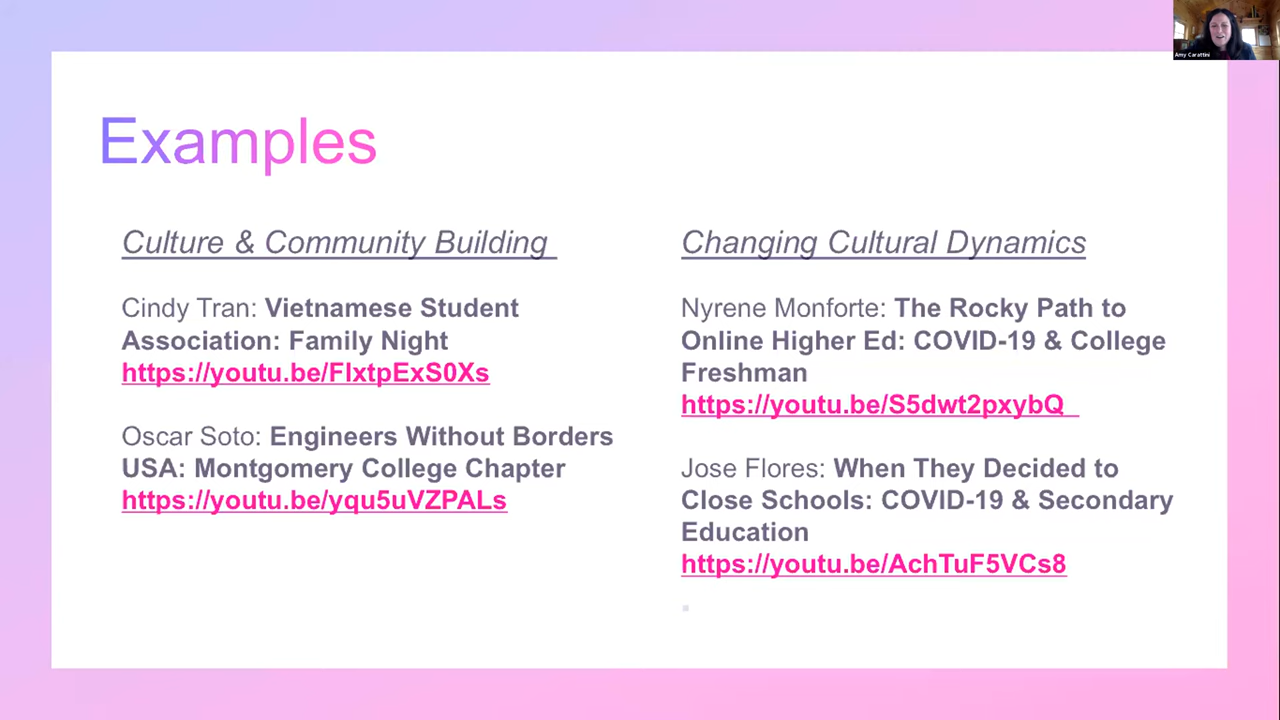 Amy Carattini
Examples
Culture & Community Building
Cindy Tran: Vietnamese Student
Association: Family Night
https://youtu.be/FIxtpExS0Xs
Oscar Soto: Engineers Without Borders
USA: Montgomery College Chapter
https://youtu.be/yqu5uVZPALs
Changing Cultural Dynamics
Nyrene Monforte: The Rocky Path to
Online Higher Ed: COVID-19 & College
Freshman
https://youtu.be/S5dwt2pxybQ
Jose Flores: When They Decided to
Close Schools: COVID-19 & Secondary
Education
https://youtu.be/AchTuF5VCs8